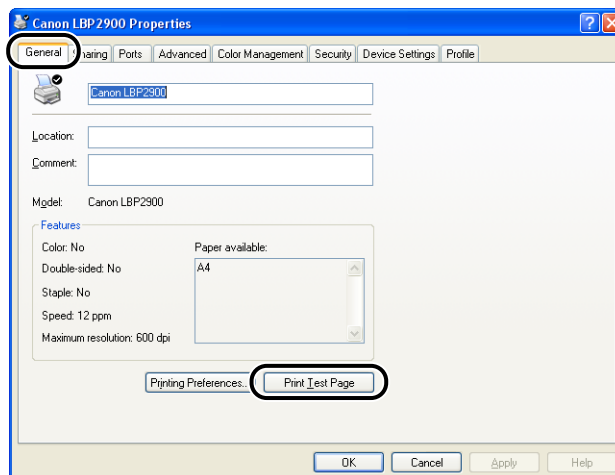 Canon LBP2900 Properties
General Sharing Ports Advanced Color Management Security Device Settings Profile
Canon LBP2900
Location:
Comment:
Model: Canon LBP2900
Features
Color: No Paper available:
Double-sided: No A4
Staple: No
Speed: 12 ppm
Maximum resolution: 600 dpi
Printing Preferences... Print Test Page
OK Cancel Apply Help